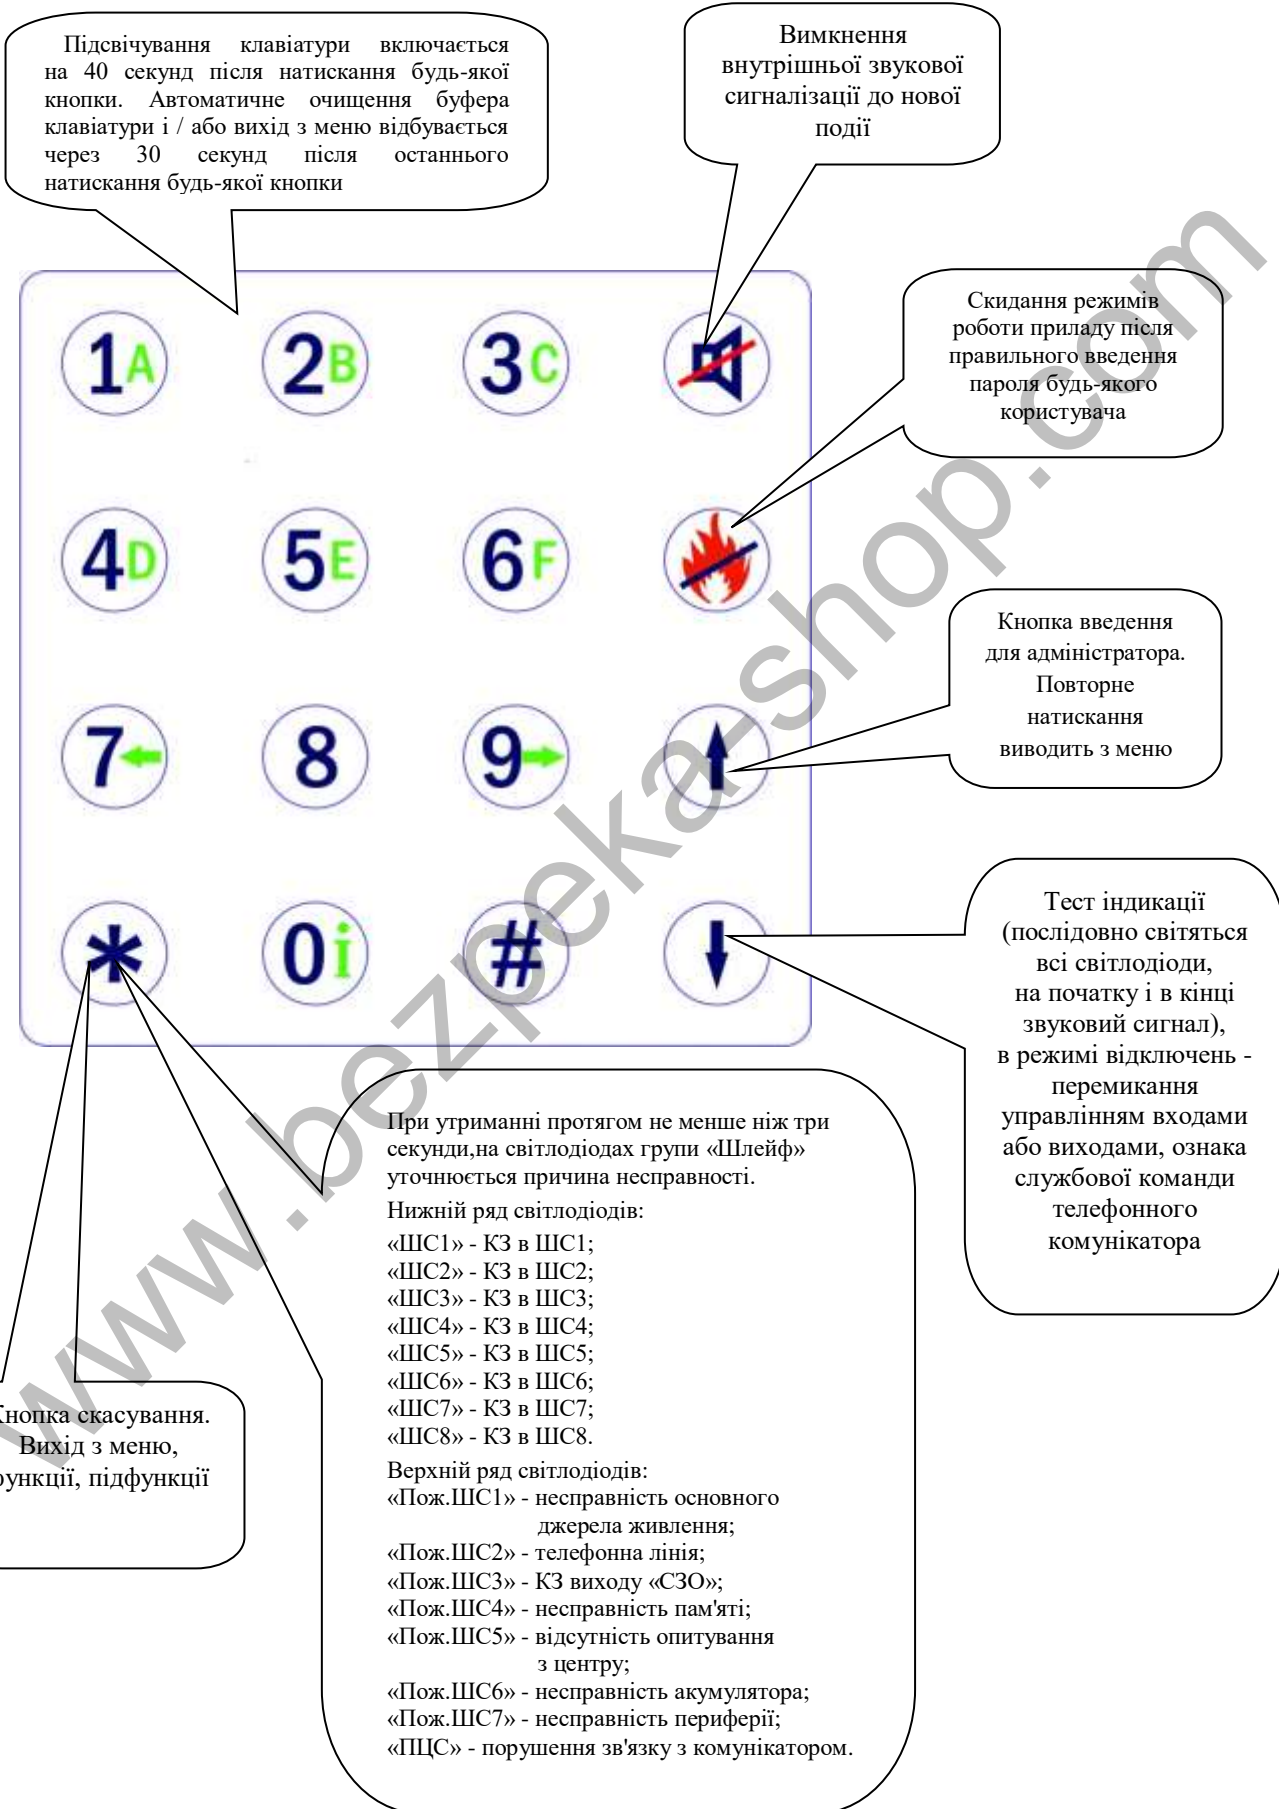 Підсвічування клавіатури включається
на 40 секунд після натискання будь-якої
кнопки. Автоматичне очищення буфера
клавіатури і / або вихід з меню відбувається
через 30 секунд після останнього
натискання будь-якої кнопки
Вимкнення
внутрішньої звукової
сигналізації до нової
події
1A 2B 3C
Скидання режимів
роботи приладу після
правильного введення
пароля будь-якого
користувача
4D 5E 6F
Кнопка введення
для адміністратора.
Повторне
натискання
виводить з меню
7 8 9
* 0i #
Тест індикації
(послідовно світяться
всі світлодіоди,
на початку і в кінці
звуковий сигнал),
в режимі відключень -
перемикання
управлінням входами
або виходами, ознака
службової команди
телефонного
комунікатора
При утриманні протягом не менше ніж три
секунди,на світлодіодах групи «Шлейф»
уточнюється причина несправності.
Нижній ряд світлодіодів:
«ШС1» - КЗ в ШС1;
«ШС2» - КЗ в ШС2;
«ШС3» - КЗ в ШС3;
«ШС4» - КЗ в ШС4;
«ШС5» - КЗ в ШС5;
«ШС6» - КЗ в ШС6;
«ШС7» - КЗ в ШС7;
«ШС8» - КЗ в ШС8.
Верхній ряд світлодіодів:
«Пож.ШС1» - несправність основного
джерела живлення;
«Пож.ШС2» - телефонна лінія;
«Пож.ШС3» - КЗ виходу «СЗО»;
«Пож.ШС4» - несправність пам'яті;
«Пож.ШС5» - відсутність опитування
з центру;
«Пож.ШС6» - несправність акумулятора;
«Пож.ШС7» - несправність периферії;
«ПЦС» - порушення зв'язку з комунікатором.
Кнопка скасування.
Вихід з меню,
функції, підфункції
www.bezpeka-shop.com